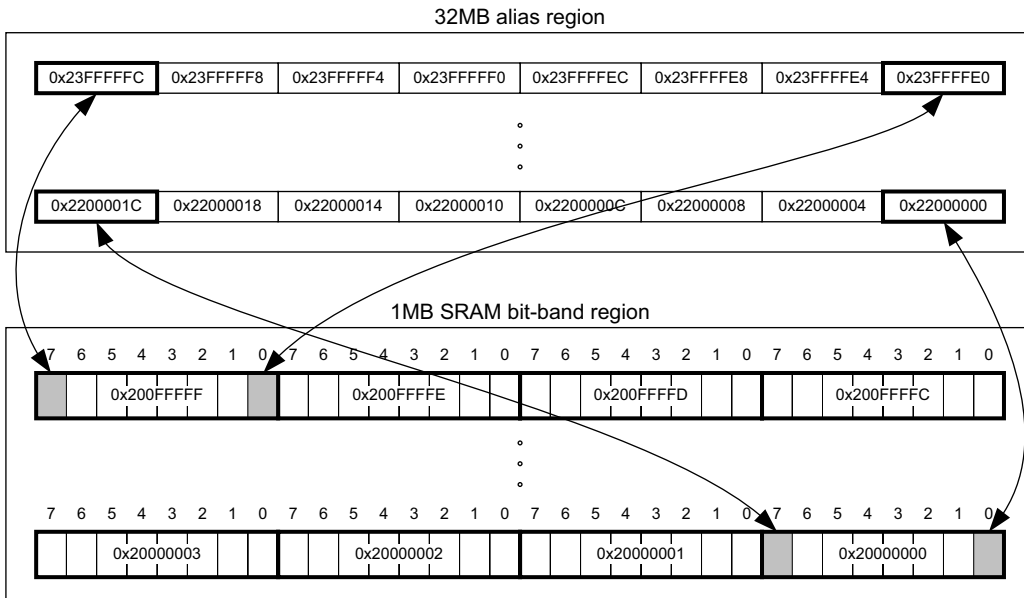 32MB alias region
0x23FFFFFC 0x23FFFFF8 0x23FFFFF4 0x23FFFFF0 0x23FFFFEC 0x23FFFFE8 0x23FFFFE4 0x23FFFFE0
0x2200001C 0x22000018 0x22000014 0x22000010 0x2200000C 0x22000008 0x22000004 0x22000000
1MB SRAM bit-band region
7 6 5 4 3 2 1 0 7 6 5 4 3 2 1 0 7 6 5 4 3 2 1 0 7 6 5 4 3 2 1 0
0x200FFFFF 0x200FFFFE 0x200FFFFD 0x200FFFFC
7 6 5 4 3 2 1 0 7 6 5 4 3 2 1 0 7 6 5 4 3 2 1 0 7 6 5 4 3 2 1 0
0x20000003 0x20000002 0x20000001 0x20000000